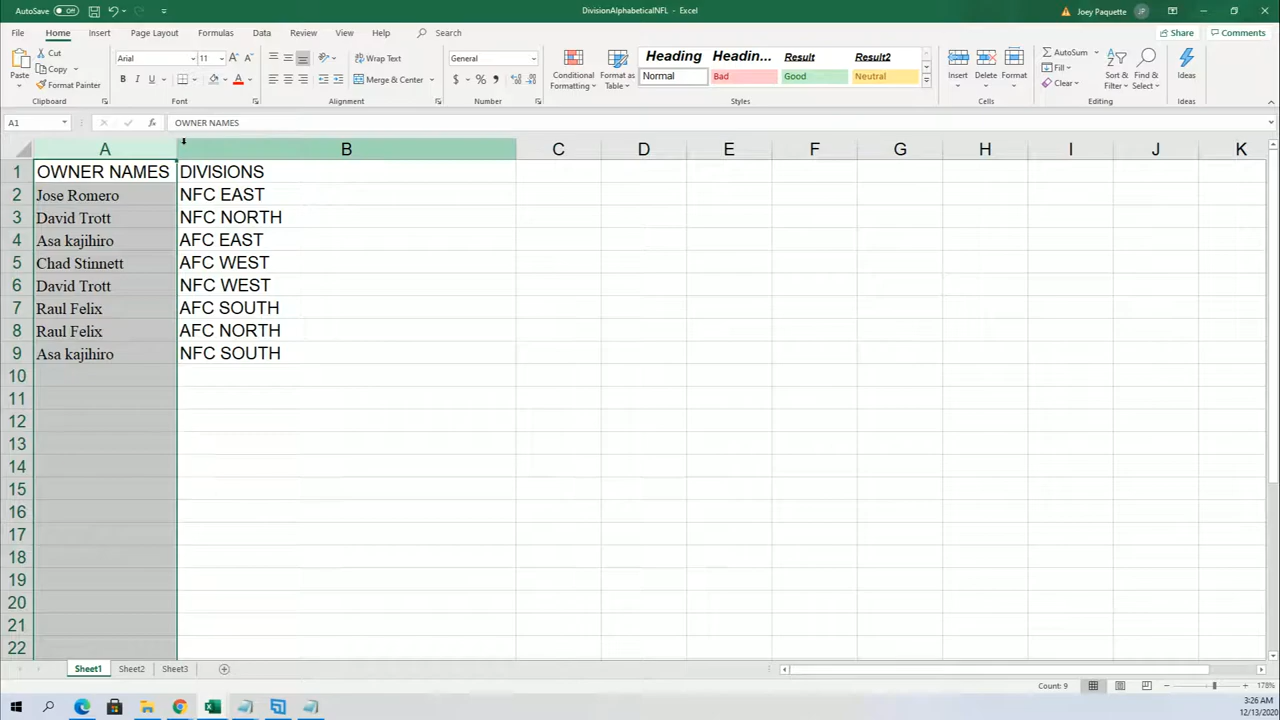 AutoSave Off DivisionAlphabeticalNFL - Excel Joey Paquette JP
File Home Insert Page Layout Formulas Data Review View Help Search Share Comments
Paste Cut Copy Format Painter Clipboard
Arial 11 A A B I U A Font
Wrap Text Merge & Center Alignment
General $ % , Number
Conditional Formatting Format as Table
Heading Headin... Result Result2
Normal Bad Good Neutral
Styles
Insert Delete Format Cells
AutoSum Fill Clear Sort & Filter Find & Select Editing
Ideas Ideas
A1 fx OWNER NAMES
A B C D E F G H I J K
1 OWNER NAMES DIVISIONS
2 Jose Romero NFC EAST
3 David Trott NFC NORTH
4 Asa kajihiro AFC EAST
5 Chad Stinnett AFC WEST
6 David Trott NFC WEST
7 Raul Felix AFC SOUTH
8 Raul Felix AFC NORTH
9 Asa kajihiro NFC SOUTH
10
11
12
13
14
15
16
17
18
19
20
21
22
Sheet1 Sheet2 Sheet3
Count: 9 178%
3:26 AM
12/13/2020